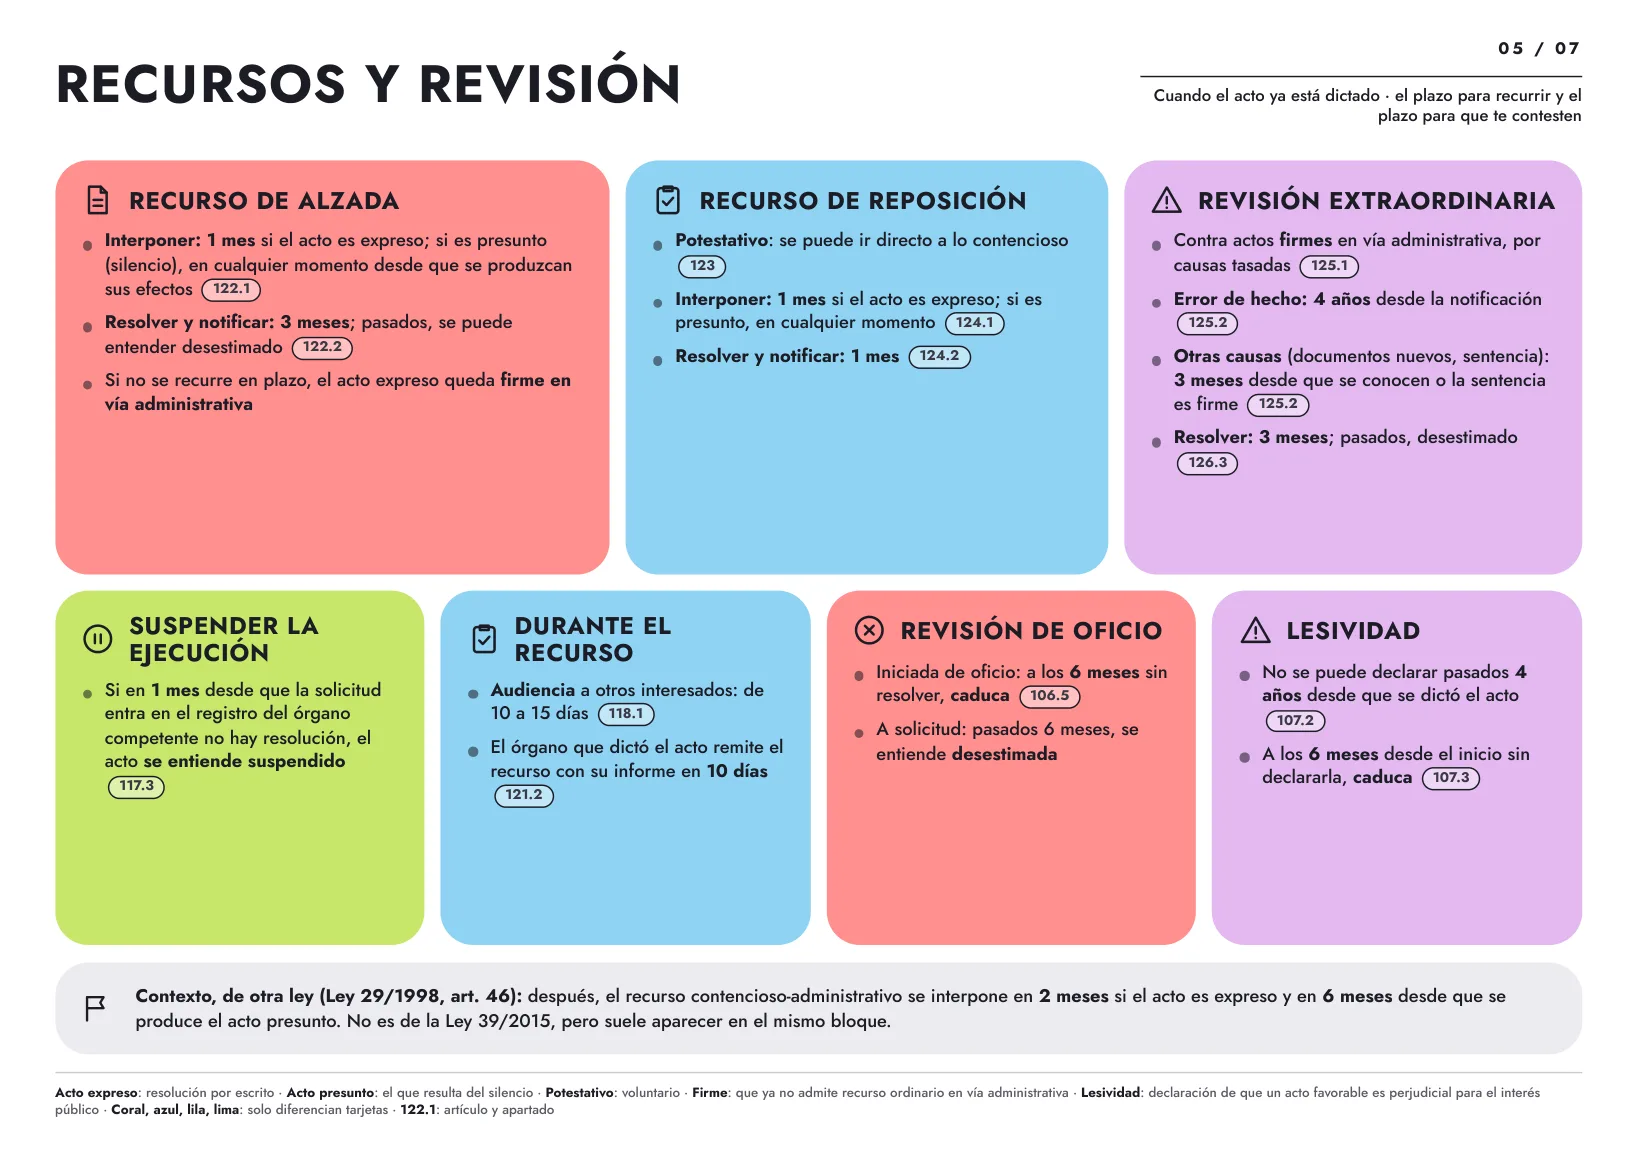 RECURSOS Y REVISIÓN
05 / 07
Cuando el acto ya está dictado · el plazo para recurrir y el
plazo para que te contesten
RECURSO DE ALZADA
Interponer: 1 mes si el acto es expreso; si es presunto
(silencio), en cualquier momento desde que se produzcan
sus efectos 122.1
Resolver y notificar: 3 meses; pasados, se puede
entender desestimado 122.2
Si no se recurre en plazo, el acto expreso queda firme en
vía administrativa
RECURSO DE REPOSICIÓN
Potestativo: se puede ir directo a lo contencioso
123
Interponer: 1 mes si el acto es expreso; si es
presunto, en cualquier momento 124.1
Resolver y notificar: 1 mes 124.2
REVISIÓN EXTRAORDINARIA
Contra actos firmes en vía administrativa, por
causas tasadas 125.1
Error de hecho: 4 años desde la notificación
125.2
Otras causas (documentos nuevos, sentencia):
3 meses desde que se conocen o la sentencia
es firme 125.2
Resolver: 3 meses; pasados, desestimado
126.3
SUSPENDER LA
EJECUCIÓN
Si en 1 mes desde que la solicitud
entra en el registro del órgano
competente no hay resolución, el
acto se entiende suspendido
117.3
DURANTE EL
RECURSO
Audiencia a otros interesados: de
10 a 15 días 118.1
El órgano que dictó el acto remite el
recurso con su informe en 10 días
121.2
REVISIÓN DE OFICIO
Iniciada de oficio: a los 6 meses sin
resolver, caduca 106.5
A solicitud: pasados 6 meses, se
entiende desestimada
LESIVIDAD
No se puede declarar pasados 4
años desde que se dictó el acto
107.2
A los 6 meses desde el inicio sin
declararla, caduca 107.3
Contexto, de otra ley (Ley 29/1998, art. 46): después, el recurso contencioso-administrativo se interpone en 2 meses si el acto es expreso y en 6 meses desde que se
produce el acto presunto. No es de la Ley 39/2015, pero suele aparecer en el mismo bloque.
Acto expreso: resolución por escrito · Acto presunto: el que resulta del silencio · Potestativo: voluntario · Firme: que ya no admite recurso ordinario en vía administrativa · Lesividad: declaración de que un acto favorable es perjudicial para el interés
público · Coral, azul, lila, lima: solo diferencian tarjetas · 122.1: artículo y apartado